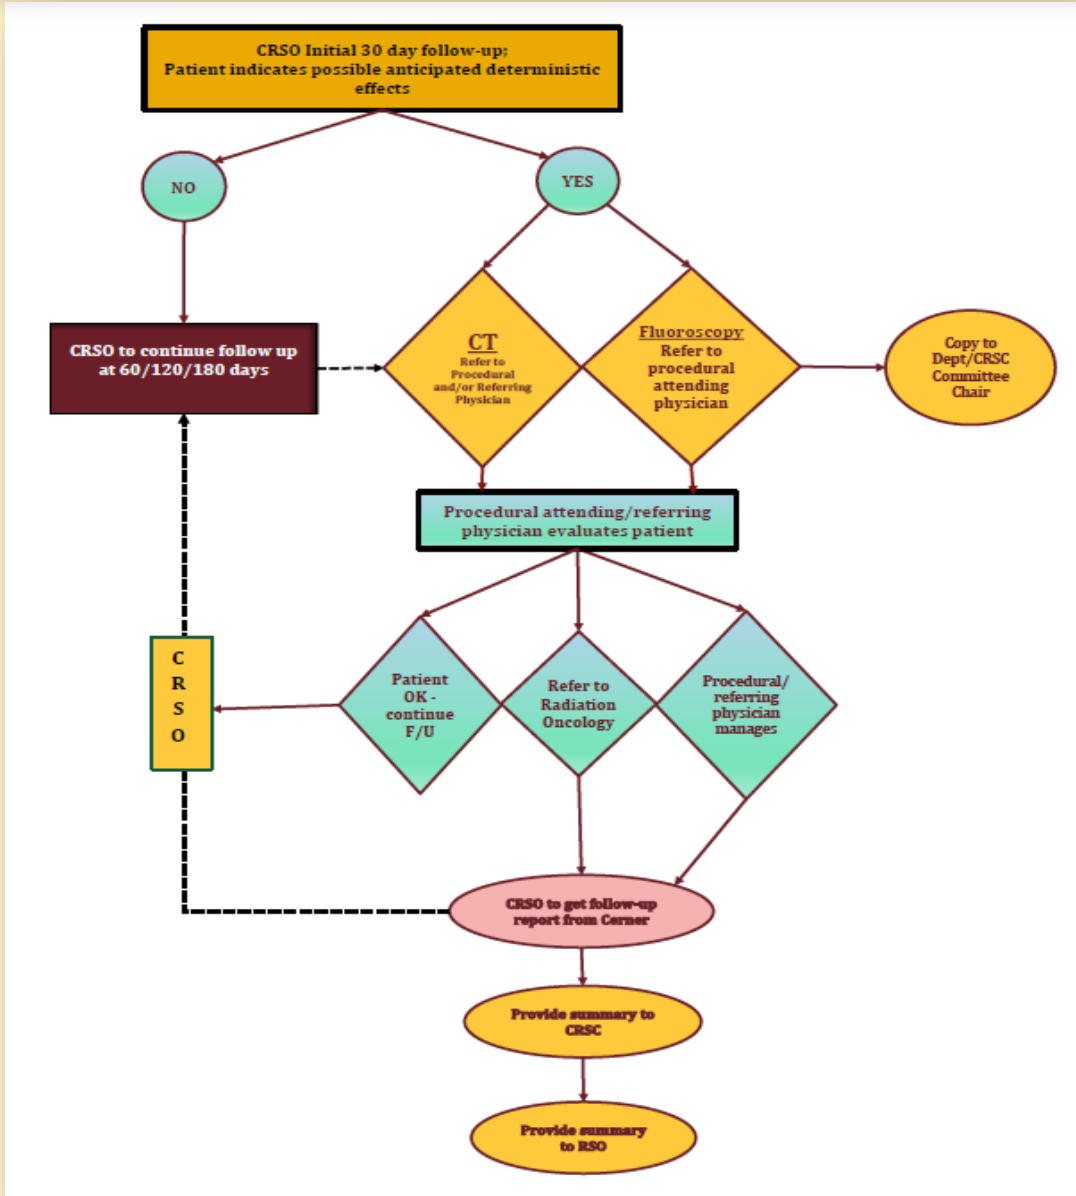 CRSO Initial 30 day follow-up;
Patient indicates possible anticipated deterministic
effects
NO
YES
CRSO to continue follow up
at 60/120/180 days
CT
Refer to
Procedural
and/or Referring
Physician
Fluoroscopy
Refer to
procedural
attending
physician
Copy to
Dept/CRSC
Committee
Chair
Procedural attending/referring
physician evaluates patient
C
R
S
O
Patient
OK -
continue
F/U
Refer to
Radiation
Oncology
Procedural/
referring
physician
manages
CRSO to get follow-up
report from Cerner
Provide summary to
CRSC
Provide summary
to RSO